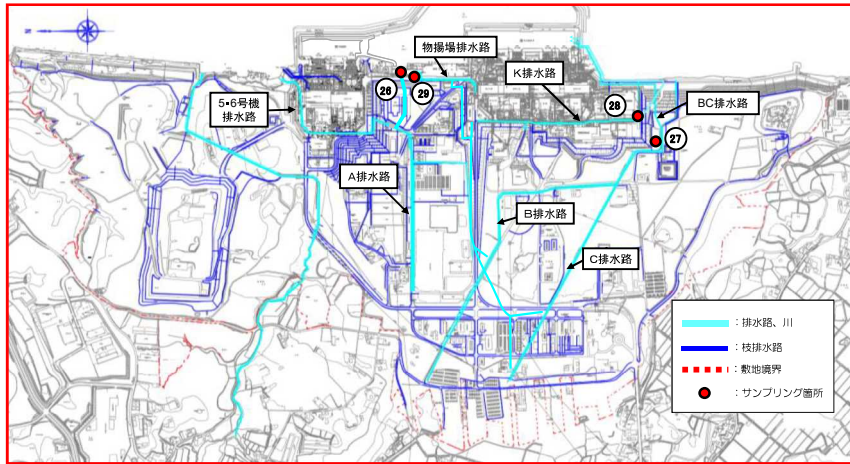 N
物揚場排水路
K排水路
5・6号機
排水路
26
29
28
BC排水路
27
A排水路
B排水路
C排水路
：排水路、川
：枝排水路
：敷地境界
：サンプリング箇所